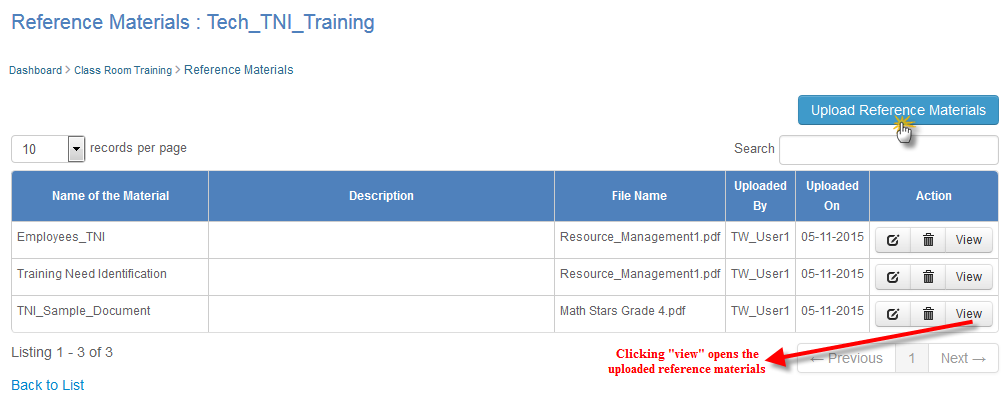 Reference Materials : Tech_TNI_Training
Dashboard > Class Room Training > Reference Materials
Upload Reference Materials
10 records per page
Search
Name of the Material Description File Name Uploaded By Uploaded On Action
Employees_TNI Resource_Management1.pdf TW_User1 05-11-2015 View
Training Need Identification Resource_Management1.pdf TW_User1 05-11-2015 View
TNI_Sample_Document Math Stars Grade 4.pdf TW_User1 05-11-2015 View
Listing 1 - 3 of 3
Clicking "view" opens the
uploaded reference materials
← Previous 1 Next →
Back to List